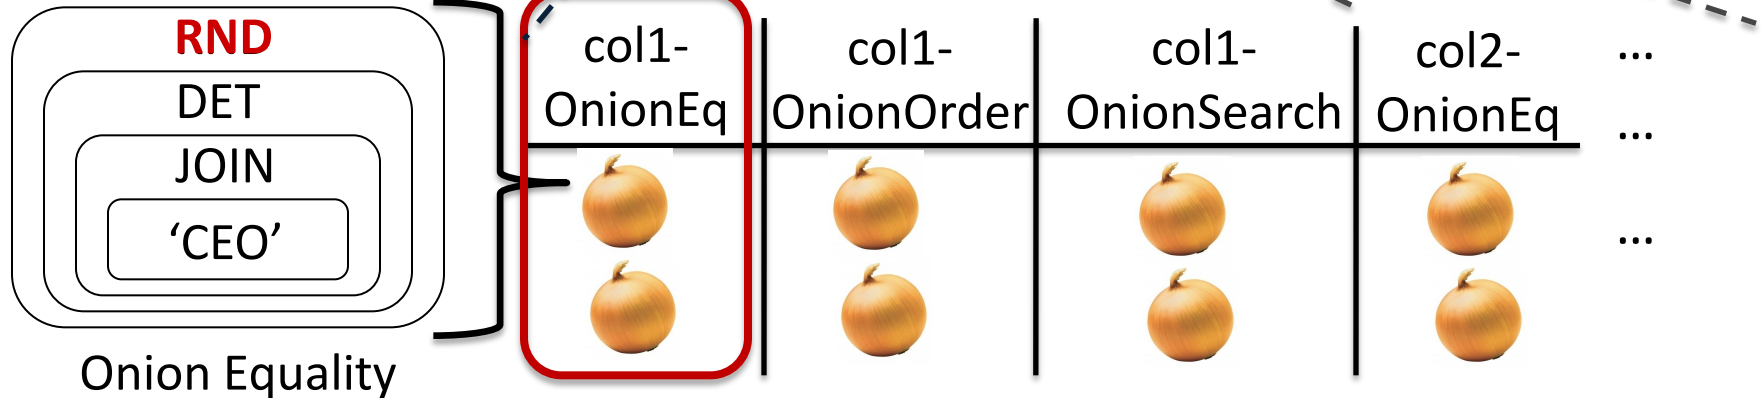 RND
DET
JOIN
‘CEO’
Onion Equality
col1-
OnionEq
col1-
OnionOrder
col1-
OnionSearch
col2-
OnionEq
...
...
...